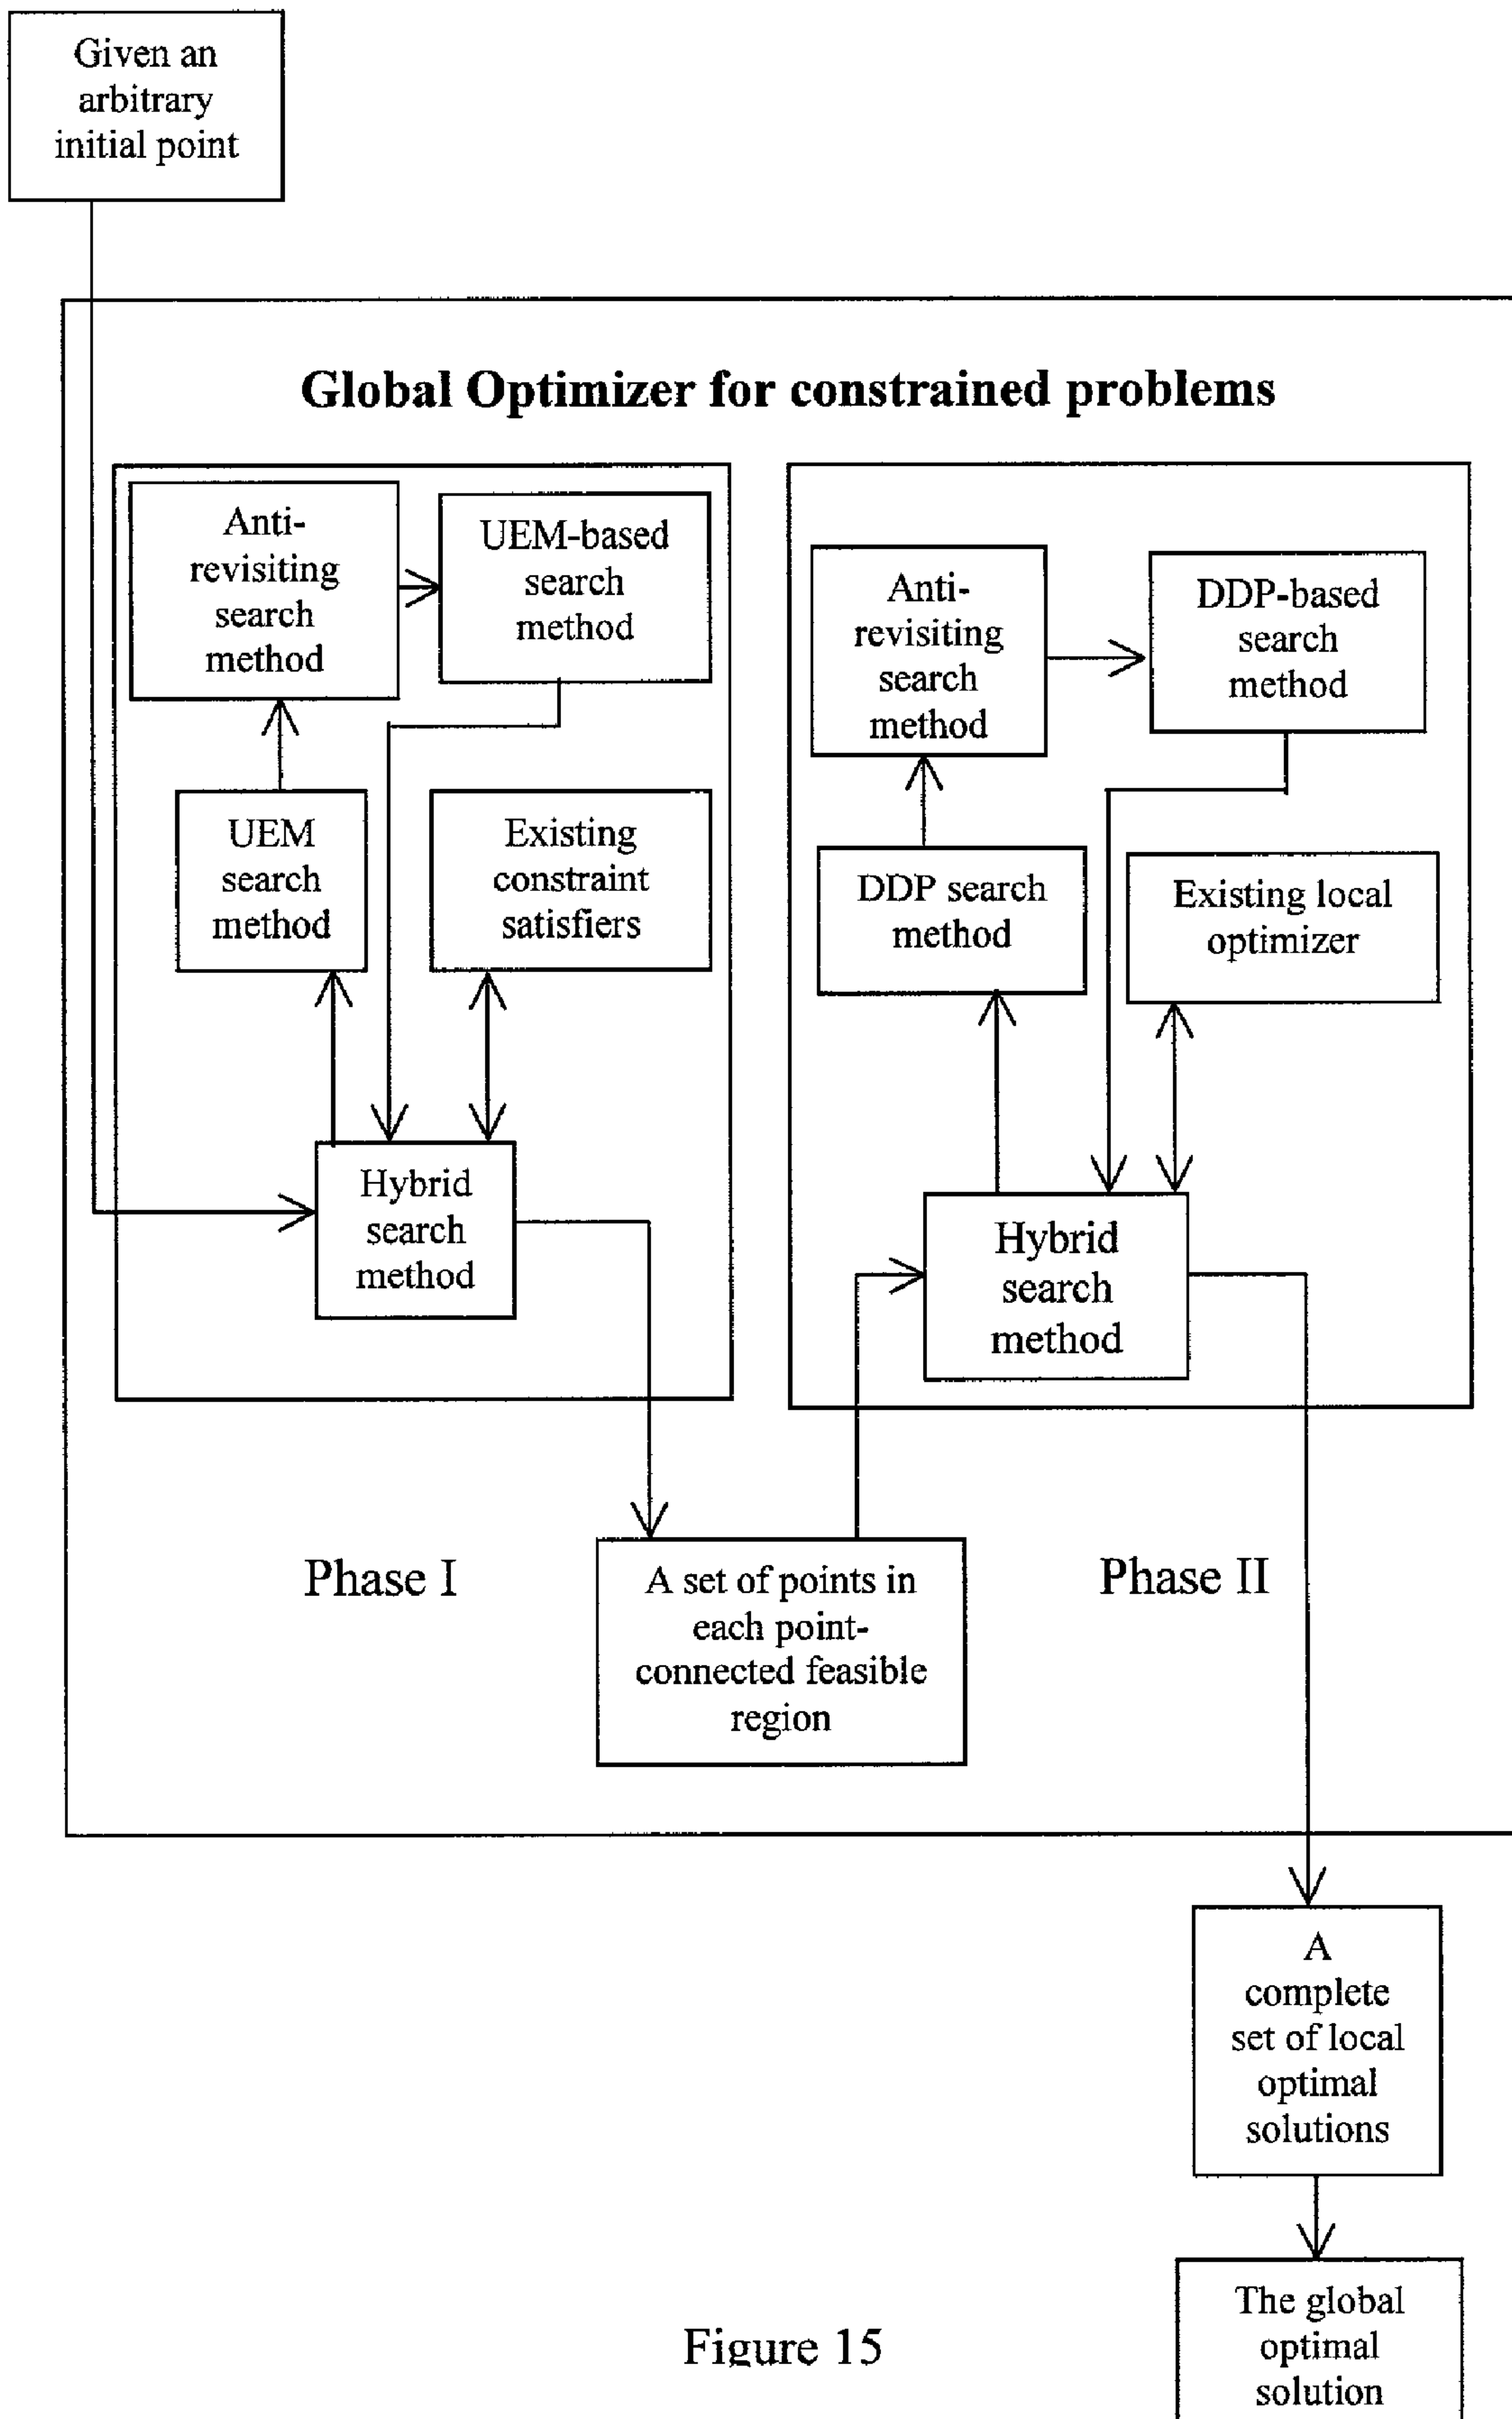 Given an
arbitrary
initial point
Global Optimizer for constrained problems
Anti-
revisiting
search
method
UEM-based
search
method
UEM
search
method
Existing
constraint
satisfiers
Hybrid
search
method
Anti-
revisiting
search
method
DDP-based
search
method
DDP search
method
Existing local
optimizer
Hybrid
search
method
Phase I
A set of points in
each point-
connected feasible
region
Phase II
A
complete
set of local
optimal
solutions
The global
optimal
solution
Figure 15